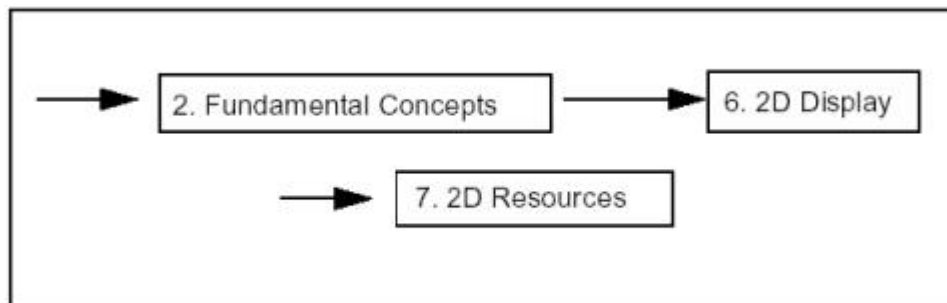 2. Fundamental Concepts
6. 2D Display
7. 2D Resources